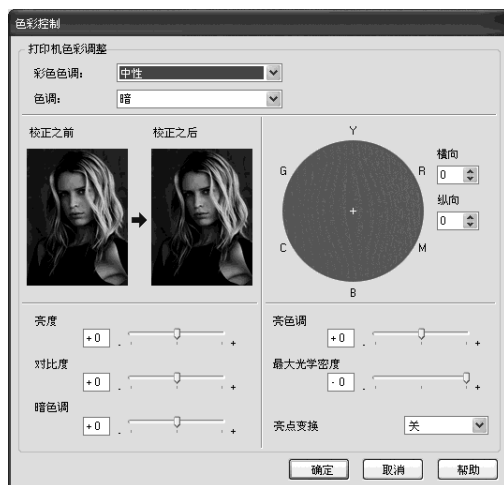 色彩控制
打印机色彩调整
彩色色调： 中性
色调： 暗
校正之前 校正之后
Y
G R
C M
B
横向
0
纵向
0
亮度
+0 - +
对比度
+0 - +
暗色调
+0 - +
亮色调
+0 - +
最大光学密度
-0 - +
亮点变换 关
确定 取消 帮助